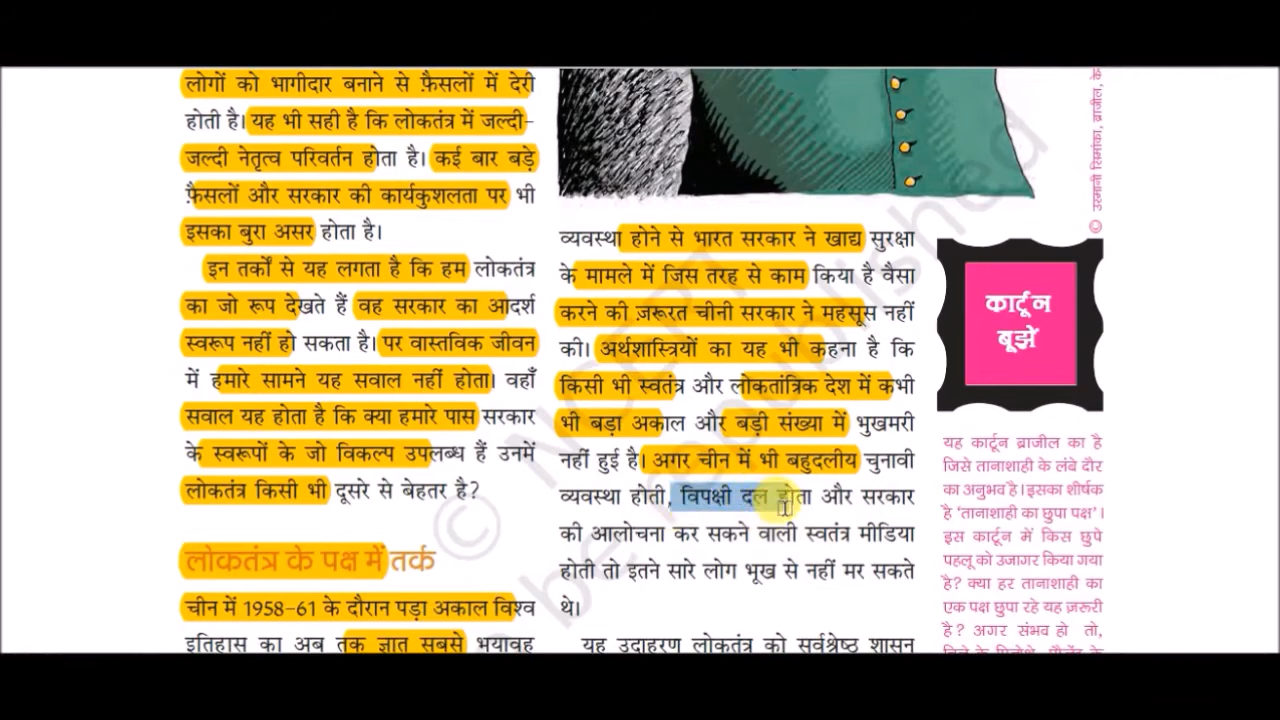 लोगों को भागीदार बनाने से फ़ैसलों में देरी
होती है। यह भी सही है कि लोकतंत्र में जल्दी-
जल्दी नेतृत्व परिवर्तन होता है। कई बार बड़े
फ़ैसलों और सरकार की कार्यकुशलता पर भी
इसका बुरा असर होता है।
इन तर्कों से यह लगता है कि हम लोकतंत्र
का जो रूप देखते हैं वह सरकार का आदर्श
स्वरूप नहीं हो सकता है। पर वास्तविक जीवन
में हमारे सामने यह सवाल नहीं होता। वहाँ
सवाल यह होता है कि क्या हमारे पास सरकार
के स्वरूपों के जो विकल्प उपलब्ध हैं उनमें
लोकतंत्र किसी भी दूसरे से बेहतर है?
लोकतंत्र के पक्ष में तर्क
चीन में 1958-61 के दौरान पड़ा अकाल विश्व
इतिहास का अब तक ज्ञात सबसे भयावह
व्यवस्था होने से भारत सरकार ने खाद्य सुरक्षा
के मामले में जिस तरह से काम किया है वैसा
करने की ज़रूरत चीनी सरकार ने महसूस नहीं
की। अर्थशास्त्रियों का यह भी कहना है कि
किसी भी स्वतंत्र और लोकतांत्रिक देश में कभी
भी बड़ा अकाल और बड़ी संख्या में भुखमरी
नहीं हुई है। अगर चीन में भी बहुदलीय चुनावी
व्यवस्था होती, विपक्षी दल होता और सरकार
की आलोचना कर सकने वाली स्वतंत्र मीडिया
होती तो इतने सारे लोग भूख से नहीं मर सकते
थे।
यह उदाहरण लोकतंत्र को सर्वश्रेष्ठ शासन
कार्टून
बूझें
यह कार्टून ब्राजील का है
जिसे तानाशाही के लंबे दौर
का अनुभव है। इसका शीर्षक
है 'तानाशाही का छुपा पक्ष'।
इस कार्टून में किस छुपे
पहलू को उजागर किया गया
है? क्या हर तानाशाही का
एक पक्ष छुपा रहे यह ज़रूरी
है? अगर संभव हो तो,
© NCERT
be republished